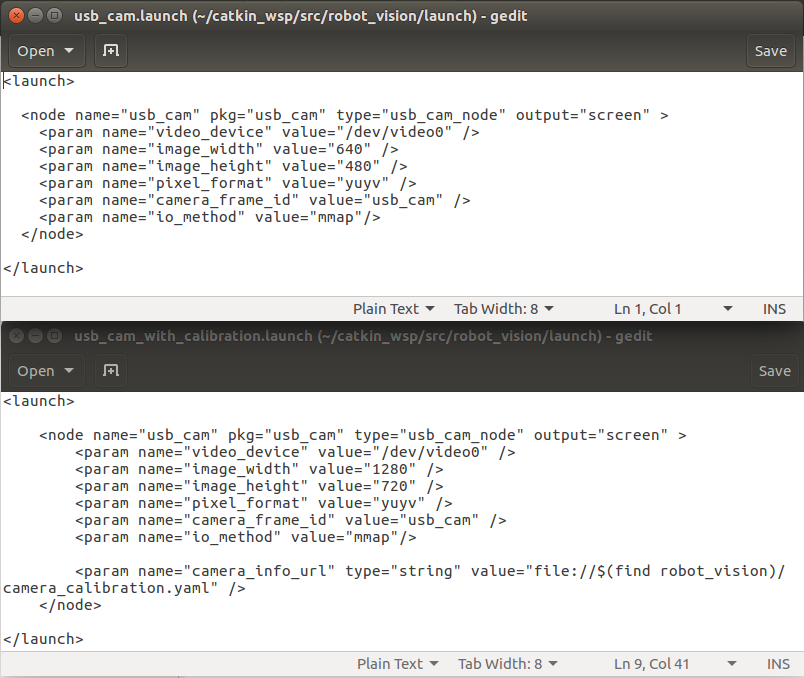 usb_cam.launch (~/catkin_wsp/src/robot_vision/launch) - gedit
Open Save
<launch>
<node name="usb_cam" pkg="usb_cam" type="usb_cam_node" output="screen" >
<param name="video_device" value="/dev/video0" />
<param name="image_width" value="640" />
<param name="image_height" value="480" />
<param name="pixel_format" value="yuyv" />
<param name="camera_frame_id" value="usb_cam" />
<param name="io_method" value="mmap"/>
</node>
</launch>
Plain Text Tab Width: 8 Ln 1, Col 1 INS
usb_cam_with_calibration.launch (~/catkin_wsp/src/robot_vision/launch) - gedit
Open Save
<launch>
<node name="usb_cam" pkg="usb_cam" type="usb_cam_node" output="screen" >
<param name="video_device" value="/dev/video0" />
<param name="image_width" value="1280" />
<param name="image_height" value="720" />
<param name="pixel_format" value="yuyv" />
<param name="camera_frame_id" value="usb_cam" />
<param name="io_method" value="mmap"/>
<param name="camera_info_url" type="string" value="file://$(find robot_vision)/
camera_calibration.yaml" />
</node>
</launch>
Plain Text Tab Width: 8 Ln 9, Col 41 INS